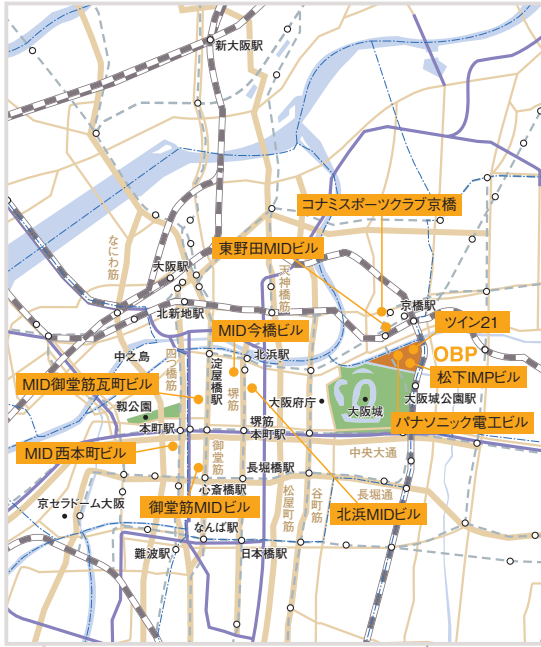 新大阪駅
コナミスポーツクラブ京橋
なにわ筋
東野田MIDビル
天神橋筋
大阪駅
京橋駅
北新地駅
ツイン21
MID今橋ビル
中之島
四つ橋筋
淀屋橋駅
北浜駅
OBP
松下IMPビル
MID御堂筋瓦町ビル
堺筋
大阪府庁
大阪城
大阪城公園駅
靱公園
本町駅
堺筋
本町駅
パナソニック電工ビル
MID西本町ビル
御堂筋
中央大通
長堀橋駅
心斎橋駅
松屋町筋
谷町筋
長堀通
京セラドーム大阪
御堂筋MIDビル
北浜MIDビル
なんば駅
難波駅
日本橋駅